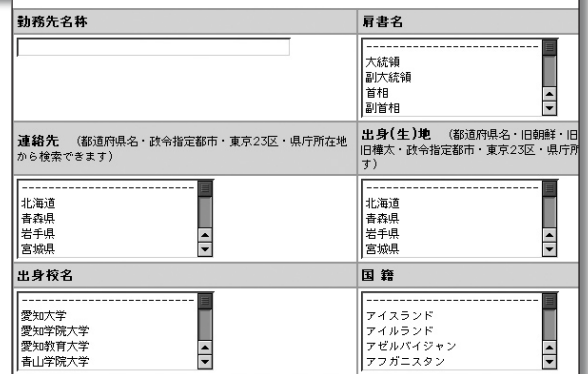 勤務先名称
肩書名
--------------------
大統領
副大統領
首相
副首相
連絡先 (都道府県名・政令指定都市・東京23区・県庁所在地
から検索できます)
出身(生)地 (都道府県名・旧朝鮮・旧
旧樺太・政令指定都市・東京23区・県庁所
す)
--------------------
北海道
青森県
岩手県
宮城県
--------------------
北海道
青森県
岩手県
宮城県
出身校名
国 籍
--------------------
愛知大学
愛知学院大学
愛知教育大学
青山学院大学
--------------------
アイスランド
アイルランド
アゼルバイジャン
アフガニスタン